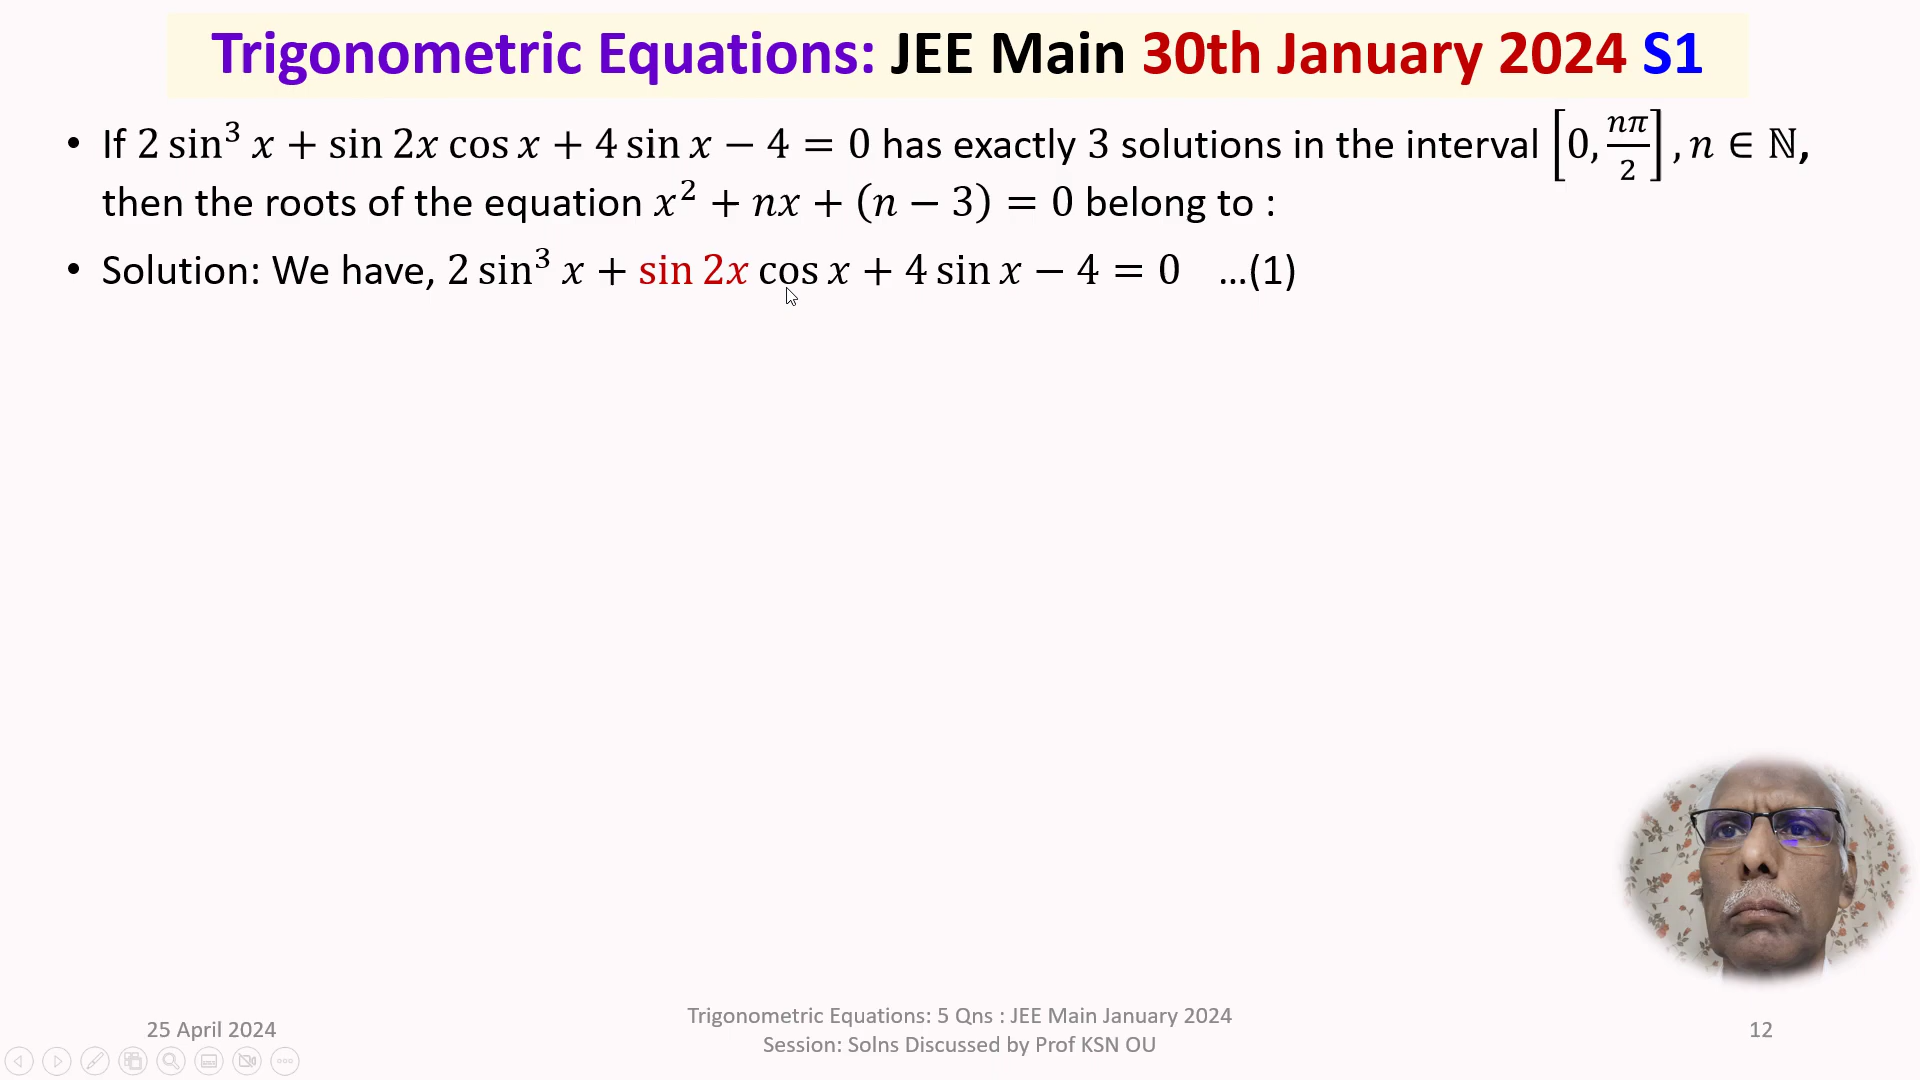 Trigonometric Equations: JEE Main 30th January 2024 S1
• If 2 sin³ x + sin 2x cos x + 4 sin x − 4 = 0 has exactly 3 solutions in the interval [0, nπ/2], n ∈ ℕ,
then the roots of the equation x² + nx + (n − 3) = 0 belong to :
• Solution: We have, 2 sin³ x + sin 2x cos x + 4 sin x − 4 = 0 …(1)
25 April 2024
Trigonometric Equations: 5 Qns : JEE Main January 2024
Session: Solns Discussed by Prof KSN OU
12